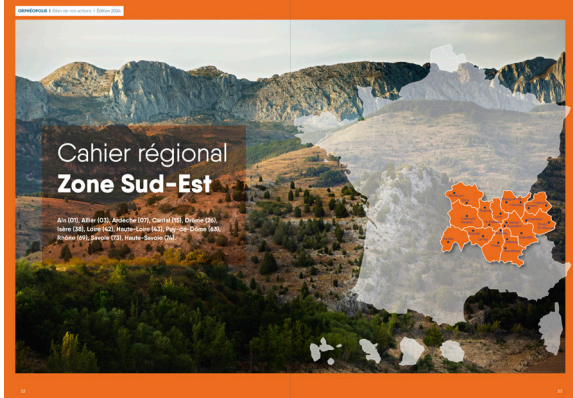 ORPHÉOPOLIS I Bilan de nos actions I Édition 2024
Cahier régional
Zone Sud-Est
Ain (01), Allier (03), Ardèche (07), Cantal (15), Drôme (26),
Isère (38), Loire (42), Haute-Loire (43), Puy-de-Dôme (63),
Rhône (69), Savoie (73), Haute-Savoie (74).
52
53